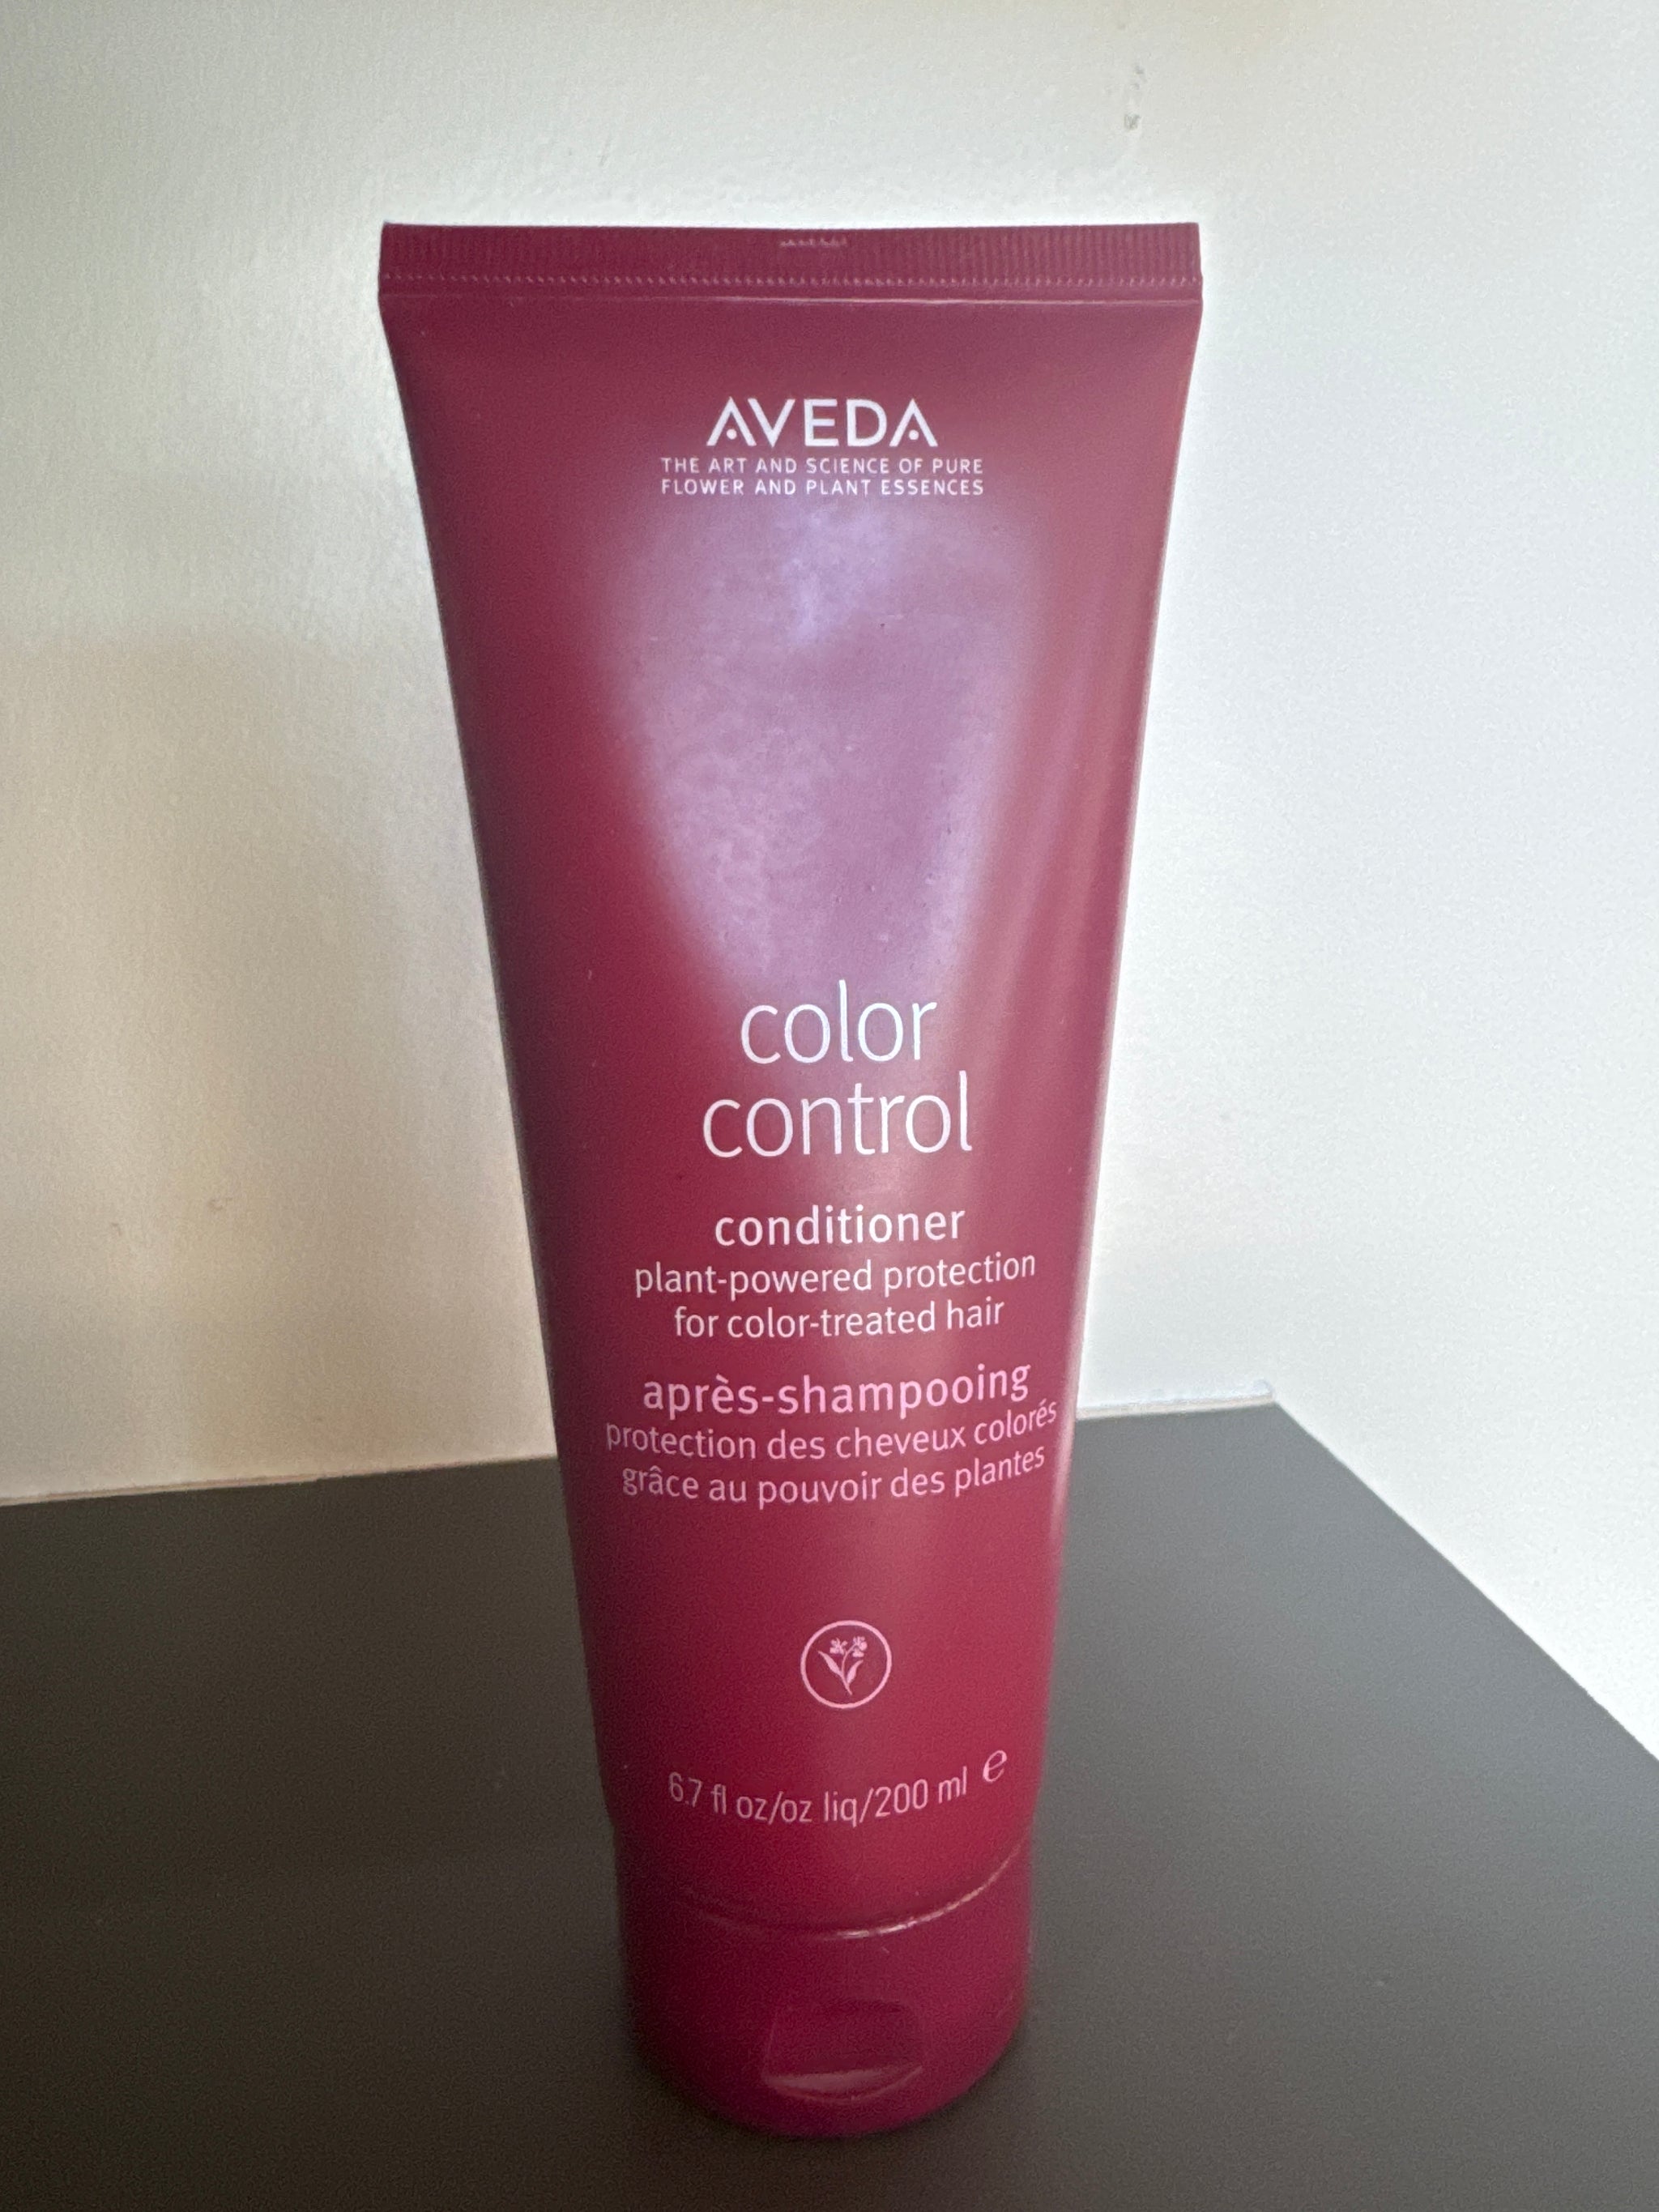 AVEDA
THE ART AND SCIENCE OF PURE
FLOWER AND PLANT ESSENCES
color
control
conditioner
plant-powered protection
for color-treated hair
après-shampooing
protection des cheveux colorés
grâce au pouvoir des plantes
6.7 fl oz/oz liq/200 ml ℮